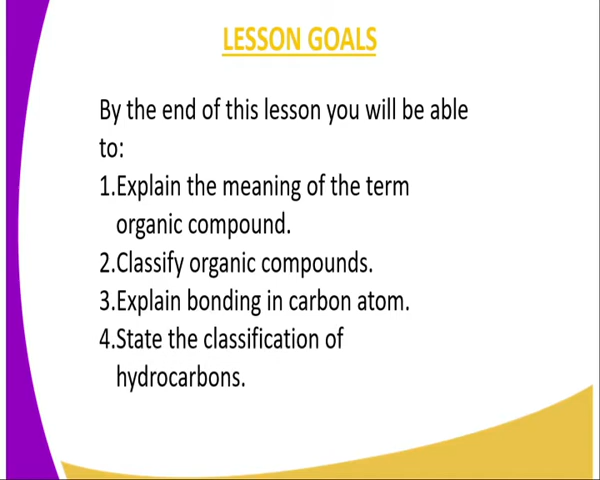 LESSON GOALS
By the end of this lesson you will be able
to:
1.Explain the meaning of the term
organic compound.
2.Classify organic compounds.
3.Explain bonding in carbon atom.
4.State the classification of
hydrocarbons.